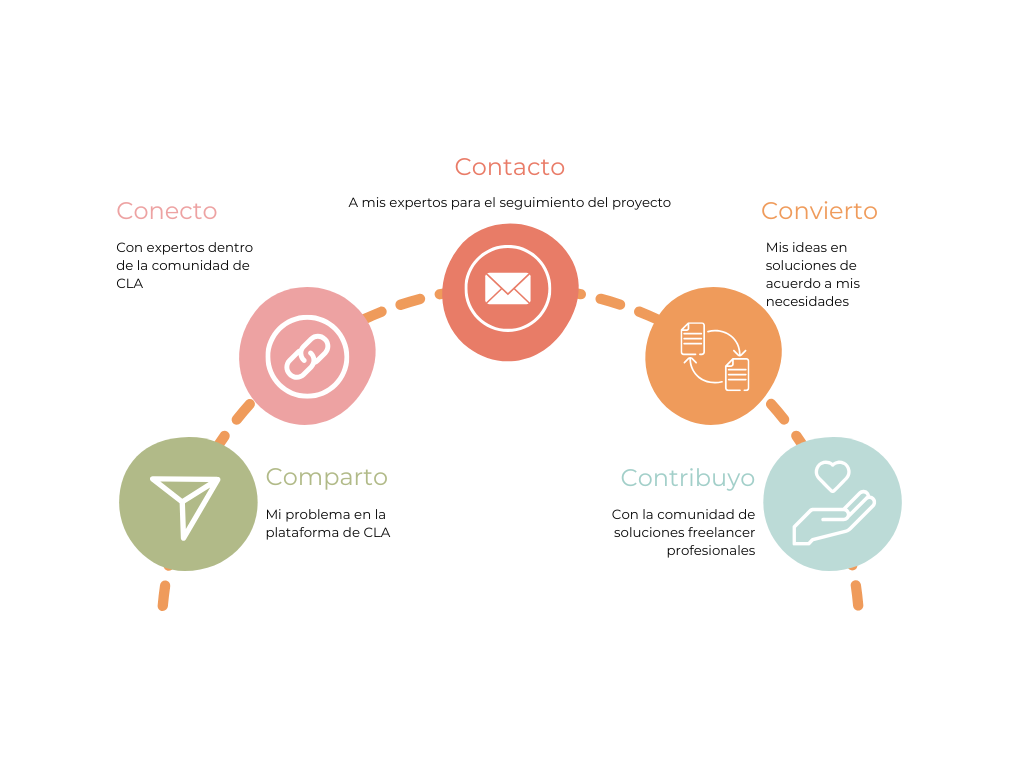 Contacto
A mis expertos para el seguimiento del proyecto
Conecto
Con expertos dentro
de la comunidad de
CLA
Convierto
Mis ideas en
soluciones de
acuerdo a mis
necesidades
Comparto
Mi problema en la
plataforma de CLA
Contribuyo
Con la comunidad de
soluciones freelancer
profesionales